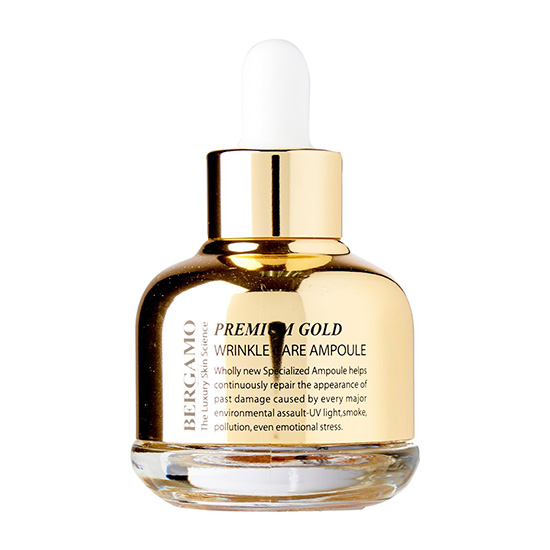 BERGAMO
The Luxury Skin Science
PREMIUM GOLD
WRINKLE CARE AMPOULE
Wholly new Specialized Ampoule helps
continuously repair the appearance of
past damage caused by every major
environmental assault-UV light,smoke,
pollution, even emotional stress.